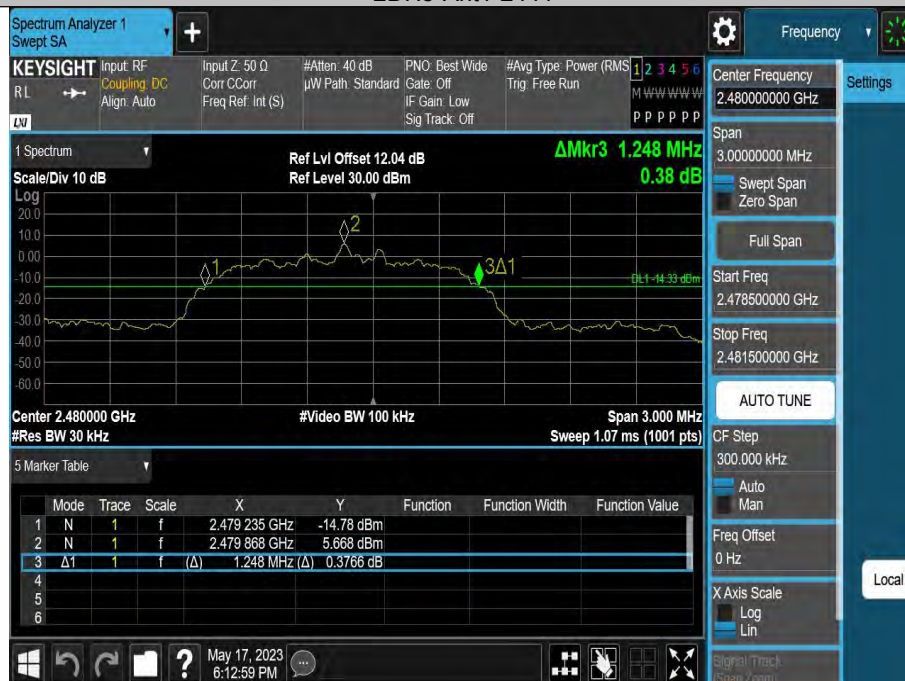 Spectrum Analyzer 1
Swept SA
+
Frequency
KEYSIGHT
RL
LXI
Input: RF
Coupling: DC
Align: Auto
Input Z: 50 Ω
Corr CCorr
Freq Ref: Int (S)
#Atten: 40 dB
µW Path: Standard
PNO: Best Wide
Gate: Off
IF Gain: Low
Sig Track: Off
#Avg Type: Power (RMS
Trig: Free Run
1 2 3 4 5 6
M W W W W W
P P P P P P
1 Spectrum
Scale/Div 10 dB
Ref Lvl Offset 12.04 dB
Ref Level 30.00 dBm
ΔMkr3 1.248 MHz
0.38 dB
Log
20.0
10.0
0.00
-10.0
-20.0
-30.0
-40.0
-50.0
-60.0
1
2
3Δ1
DL1 -14.33 dBm
Center 2.480000 GHz
#Video BW 100 kHz
Span 3.000 MHz
#Res BW 30 kHz
Sweep 1.07 ms (1001 pts)
5 Marker Table
Mode Trace Scale X Y Function Function Width Function Value
1 N 1 f 2.479 235 GHz -14.78 dBm
2 N 1 f 2.479 868 GHz 5.668 dBm
3 Δ1 1 f (Δ) 1.248 MHz (Δ) 0.3766 dB
4
5
6
?
May 17, 2023
6:12:59 PM
Center Frequency
2.480000000 GHz
Settings
Span
3.00000000 MHz
Swept Span
Zero Span
Full Span
Start Freq
2.478500000 GHz
Stop Freq
2.481500000 GHz
AUTO TUNE
CF Step
300.000 kHz
Auto
Man
Freq Offset
0 Hz
Local
X Axis Scale
Log
Lin
Signal Track
(Span Zoom)